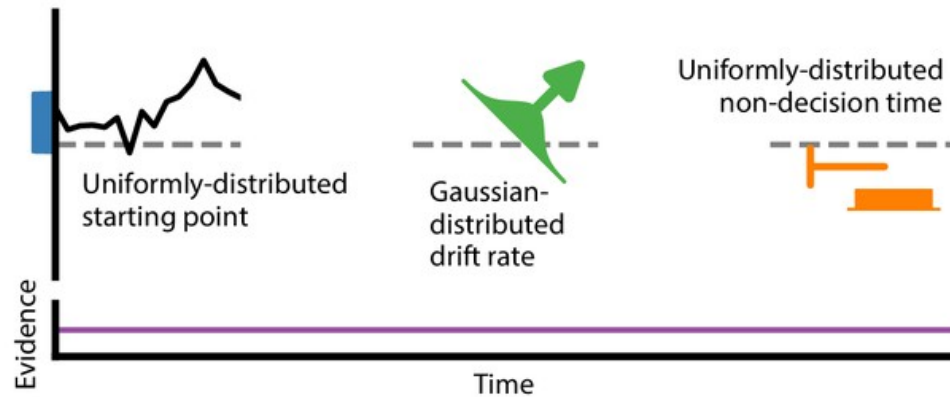 Uniformly-distributed
non-decision time
Uniformly-distributed
starting point
Gaussian-
distributed
drift rate
Evidence
Time